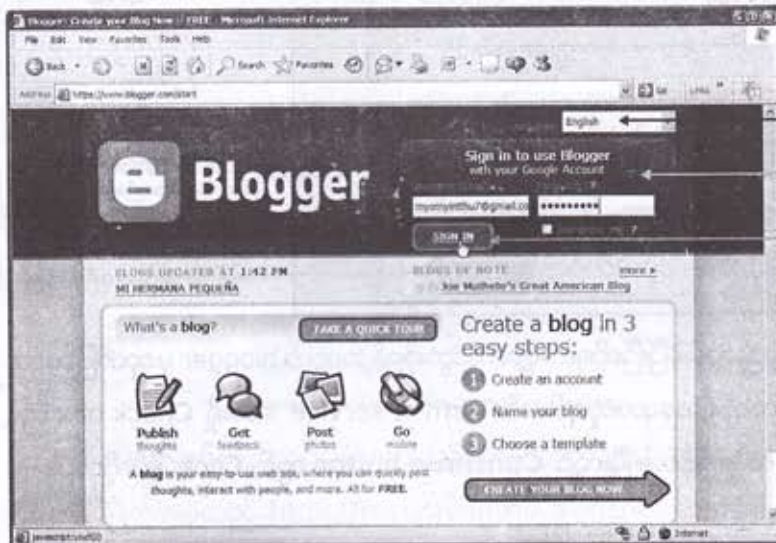 Blogger: Create your Blog Now -- FREE - Microsoft Internet Explorer
File Edit View Favorites Tools Help
Back Search Favorites
Address https://www.blogger.com/start Go Links
English
Sign in to use Blogger
with your Google Account
Blogger
SIGN IN
BLOGS UPDATED AT 1:42 PM
MI HERMANA PEQUEÑA
BLOGS OF NOTE more »
Joe Mathete's Great American Blog
What's a blog? TAKE A QUICK TOUR
Publish
thoughts
Get
feedback
Post
photos
Go
mobile
A blog is your easy-to-use web site, where you can quickly post
thoughts, interact with people, and more. All for FREE.
Create a blog in 3
easy steps:
1 Create an account
2 Name your blog
3 Choose a template
CREATE YOUR BLOG NOW
Internet